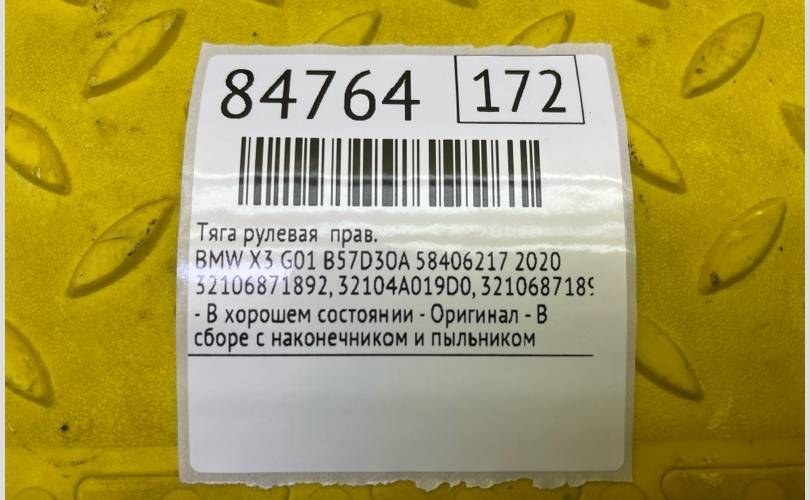 84764 172
Тяга рулевая прав.
BMW X3 G01 B57D30A 58406217 2020
32106871892, 32104A019D0, 3210687189
- В хорошем состоянии - Оригинал - В
сборе с наконечником и пыльником